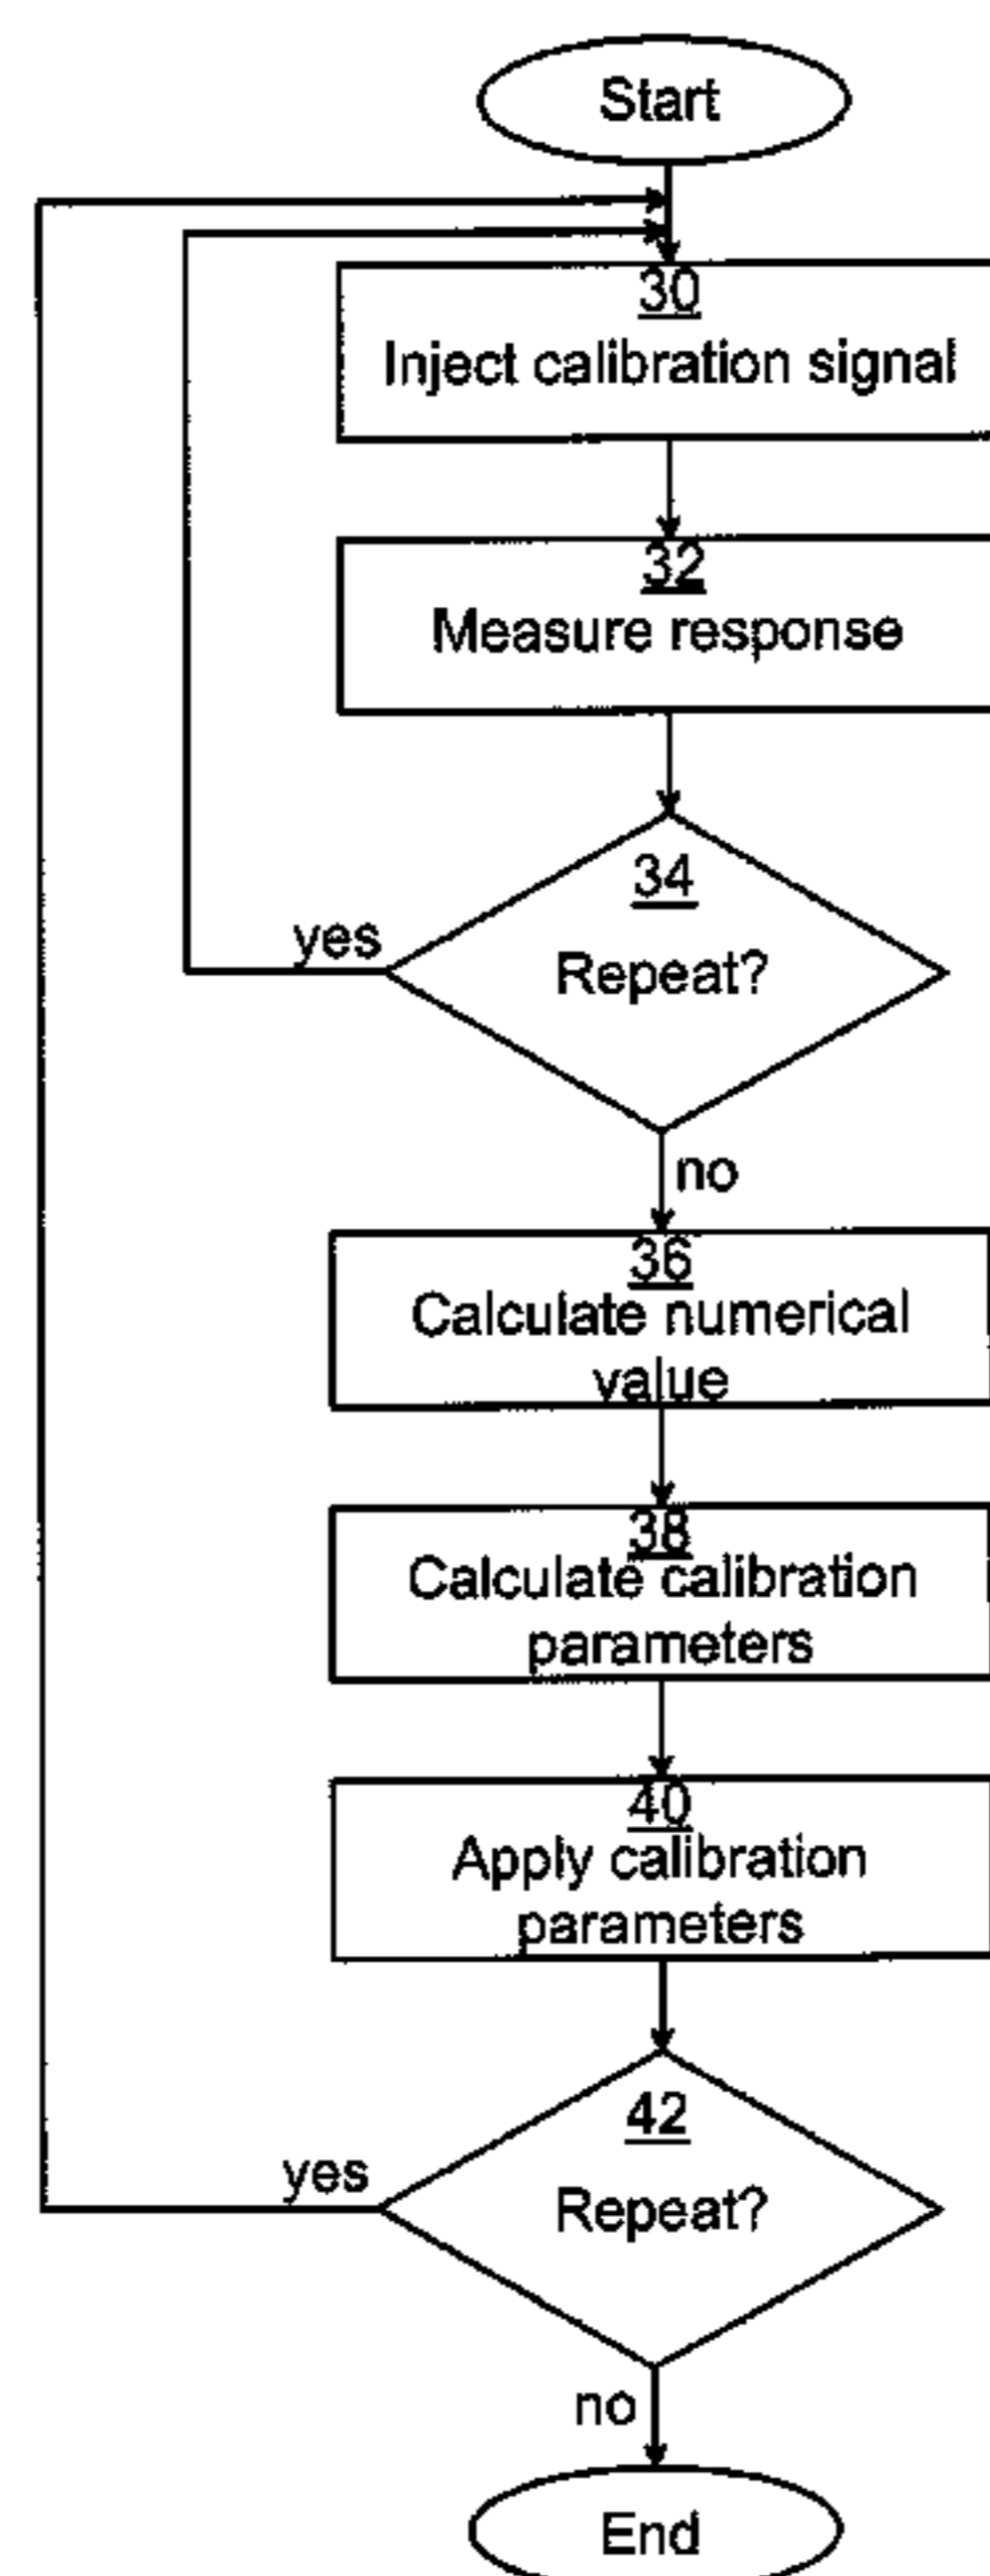 Start
30
Inject calibration signal
32
Measure response
34
yes
Repeat?
no
36
Calculate numerical
value
38
Calculate calibration
parameters
40
Apply calibration
parameters
42
yes
Repeat?
no
End